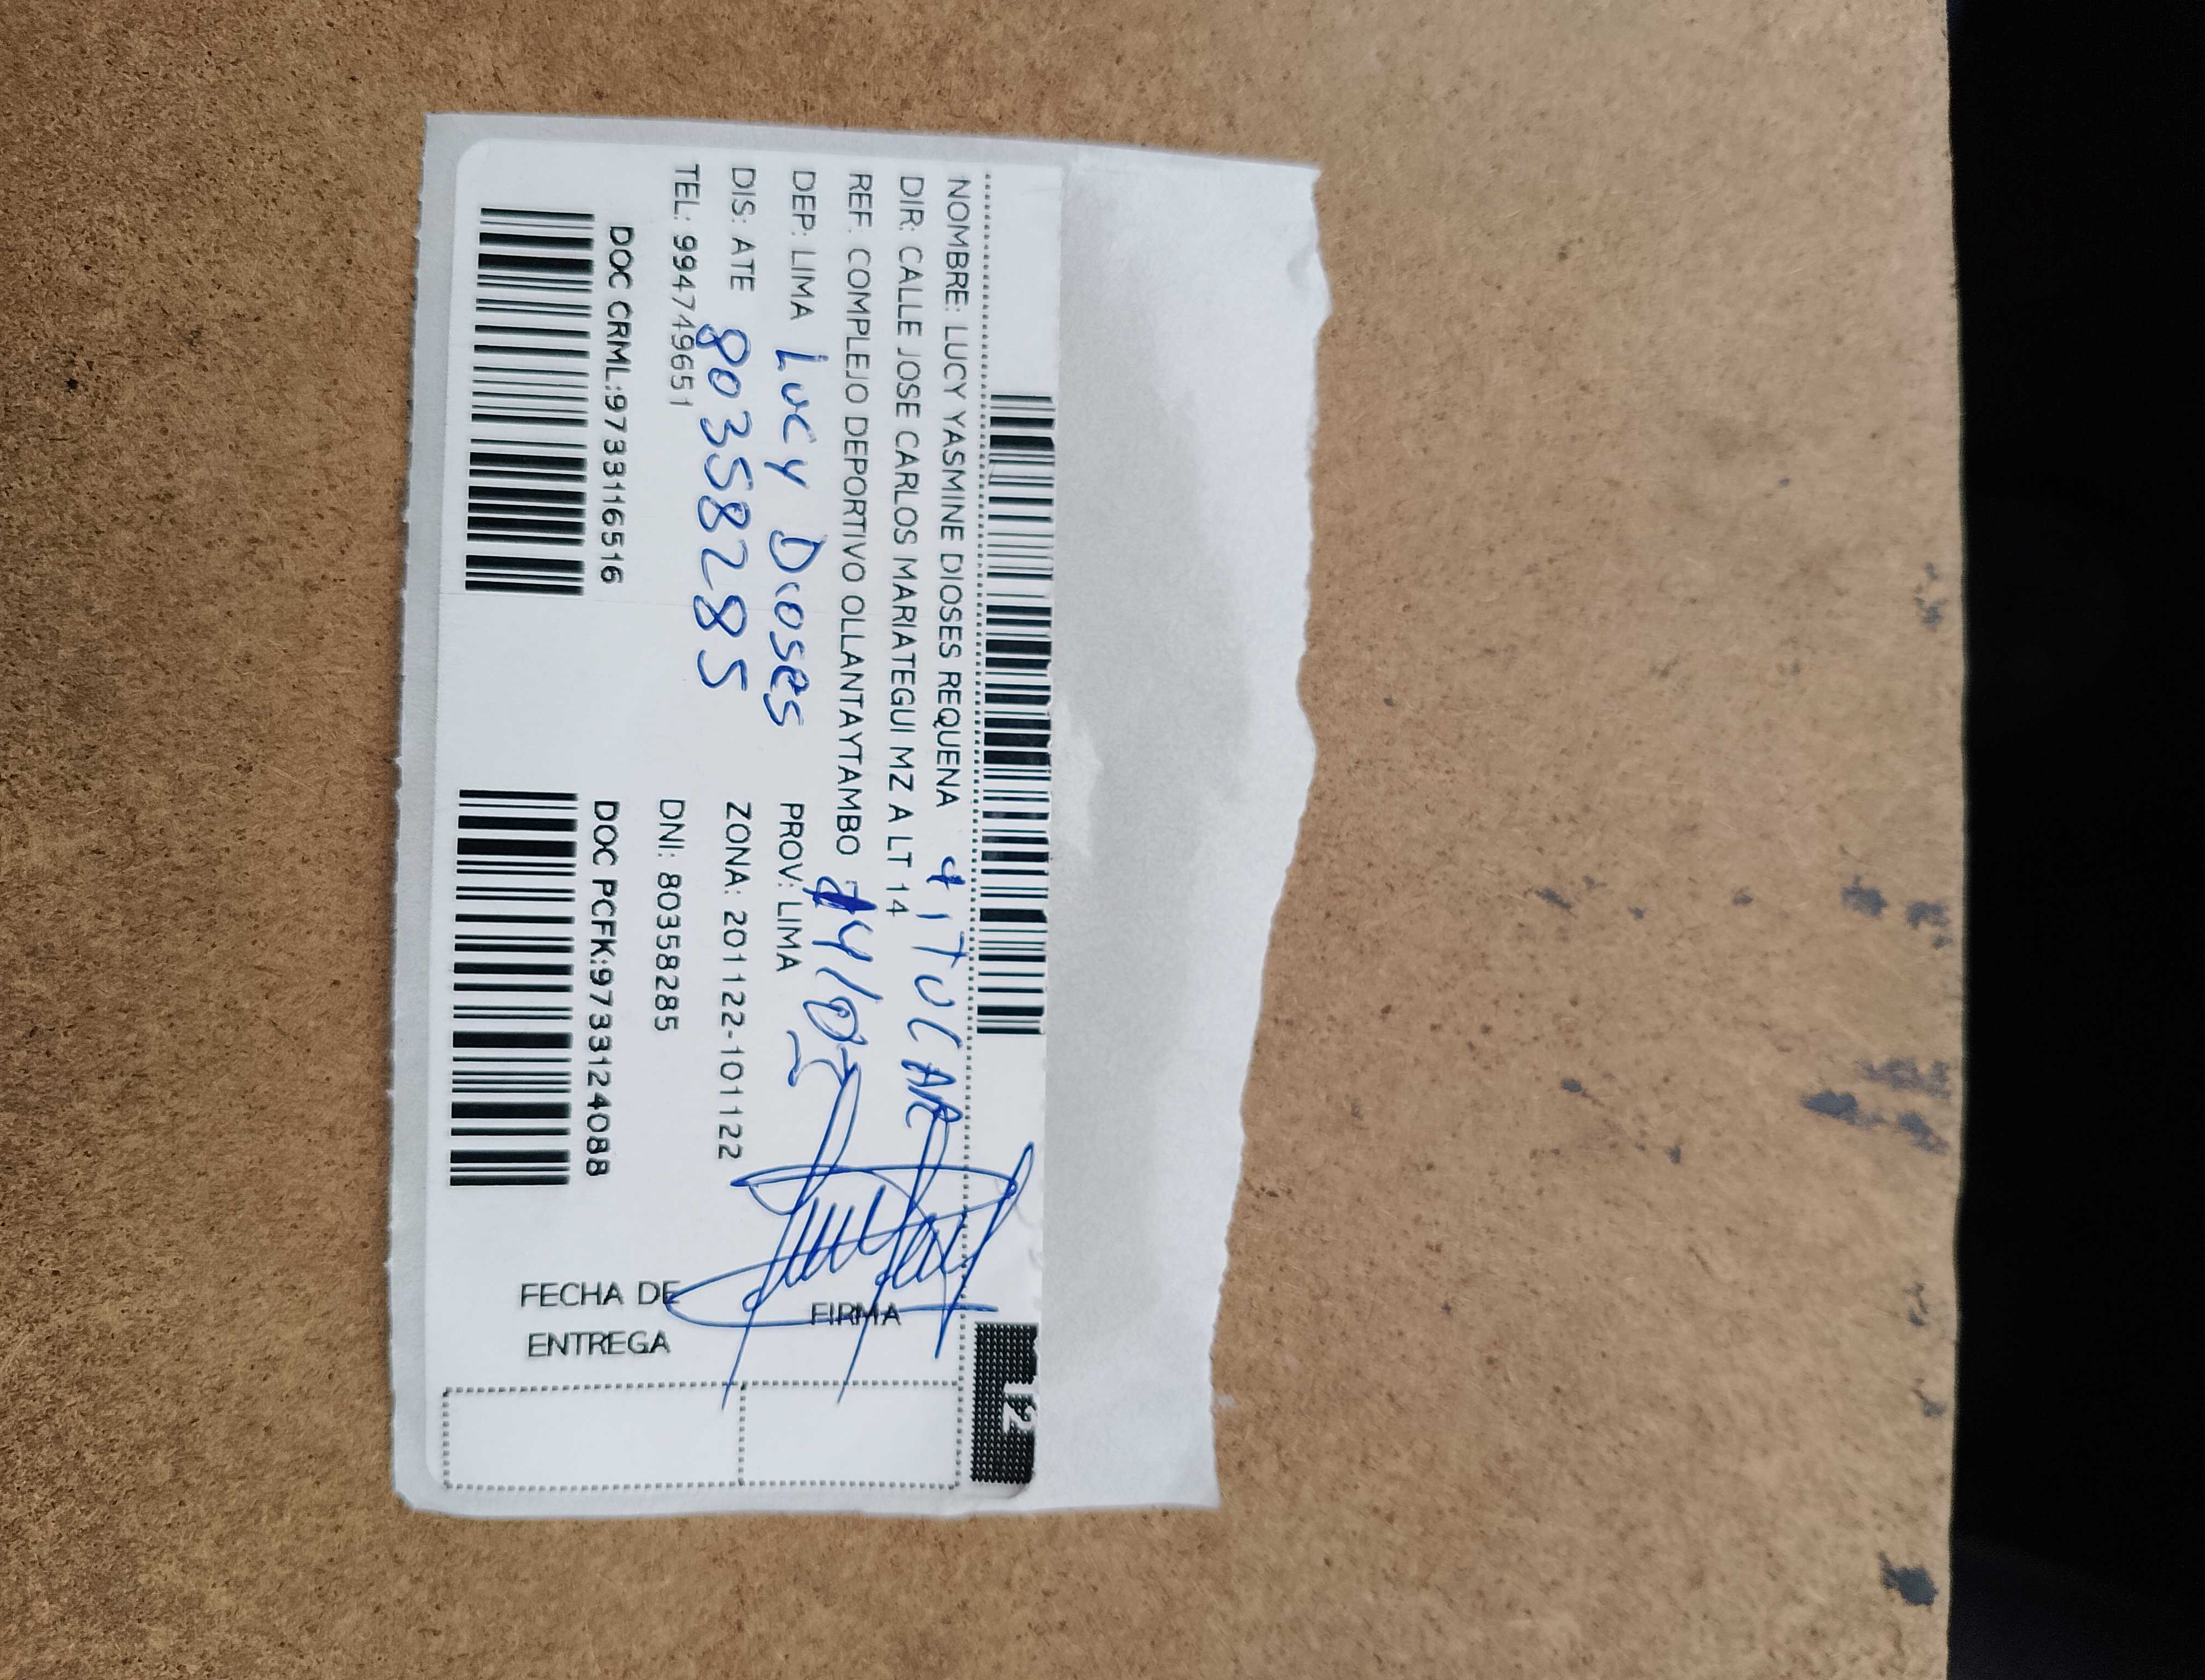 NOMBRE: LUCY YASMINE DIOSES REQUENA
DIR: CALLE JOSE CARLOS MARIATEGUI MZ A LT 14
TITULAR
REF: COMPLEJO DEPORTIVO OLLANTAYTAMBO
DEP: LIMA PROV: LIMA
Lucy Dioses
DIS: ATE ZONA: 201122-101122
80358285
TEL: 994749651 DNI: 80358285
DOC CRML:9733116516 DOC PCFK:9733124088
FIRMA
FECHA DE
ENTREGA